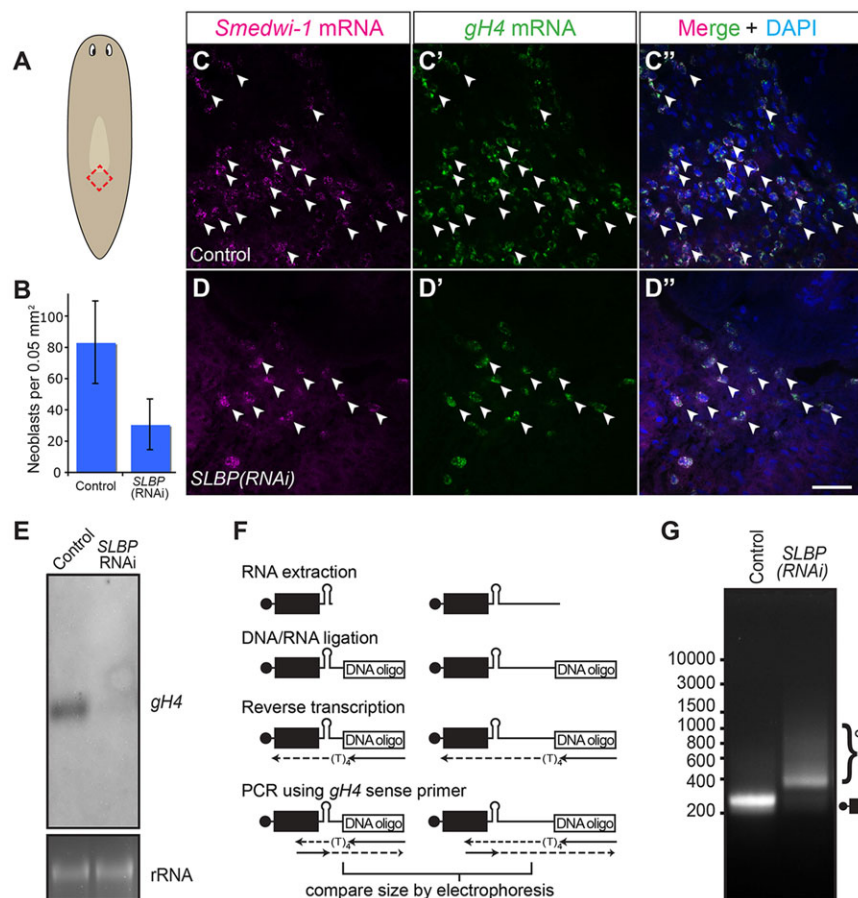 A
Smedwi-1 mRNA
gH4 mRNA
Merge + DAPI
C
C'
C"
Control
B
Neoblasts per 0.05 mm²
100
80
60
40
20
0
Control
SLBP
(RNAi)
D
D'
D"
SLBP(RNAi)
E
Control
SLBP
RNAi
gH4
rRNA
F
RNA extraction
DNA/RNA ligation
DNA oligo
DNA oligo
Reverse transcription
DNA oligo
DNA oligo
(T)4
(T)4
PCR using gH4 sense primer
DNA oligo
DNA oligo
(T)4
(T)4
compare size by electrophoresis
G
Control
SLBP
(RNAi)
10000
3000
1500
1000
800
600
400
200